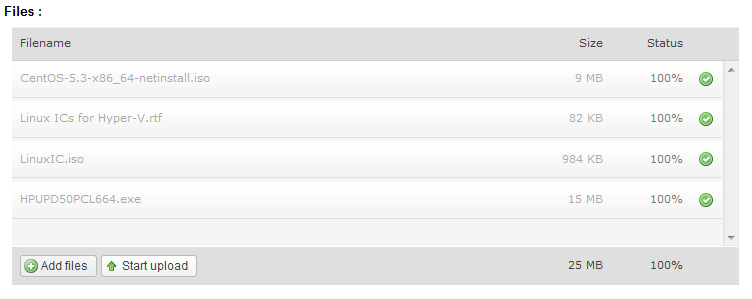 Files :
Filename Size Status
CentOS-5.3-x86_64-netinstall.iso 9 MB 100%
Linux ICs for Hyper-V.rtf 82 KB 100%
LinuxIC.iso 984 KB 100%
HPUPD50PCL664.exe 15 MB 100%
Add files Start upload 25 MB 100%